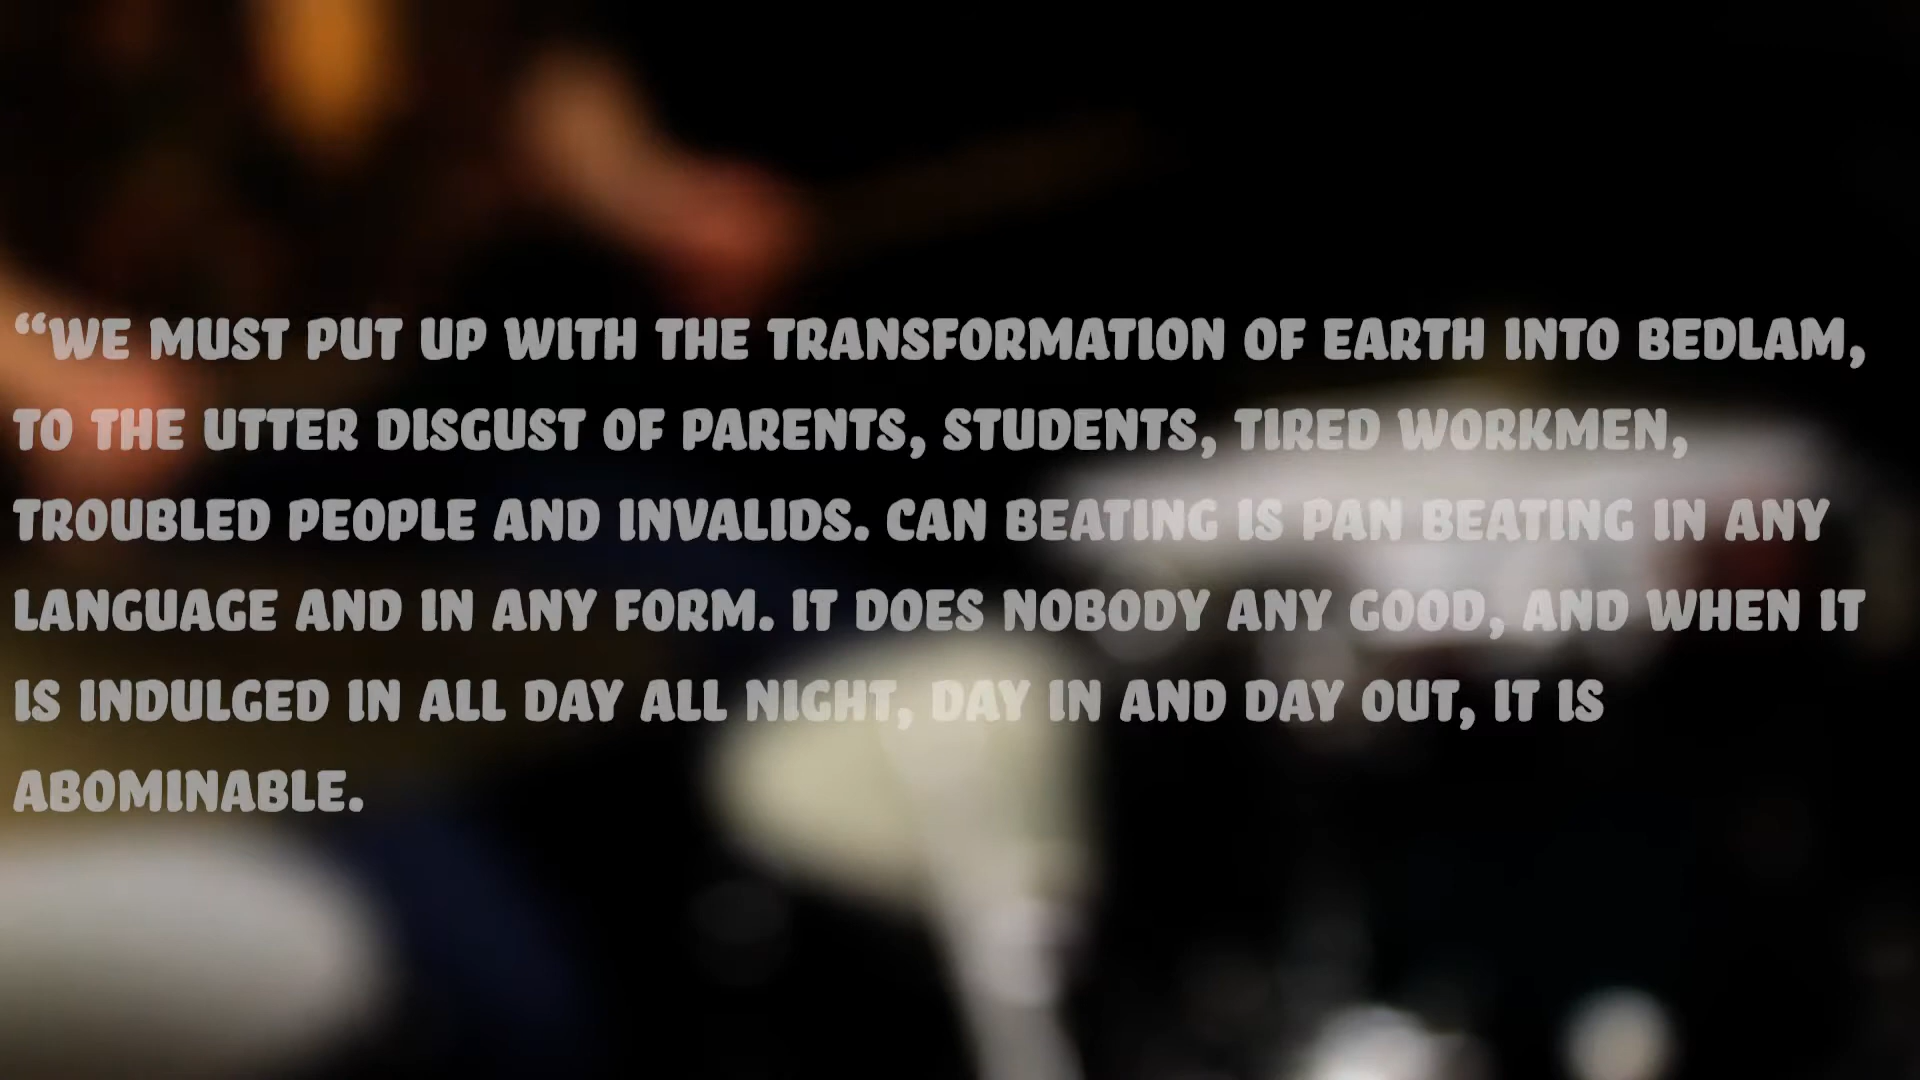 “WE MUST PUT UP WITH THE TRANSFORMATION OF EARTH INTO BEDLAM,
TO THE UTTER DISGUST OF PARENTS, STUDENTS, TIRED WORKMEN,
TROUBLED PEOPLE AND INVALIDS. CAN BEATING IS PAN BEATING IN ANY
LANGUAGE AND IN ANY FORM. IT DOES NOBODY ANY GOOD, AND WHEN IT
IS INDULGED IN ALL DAY ALL NIGHT, DAY IN AND DAY OUT, IT IS
ABOMINABLE.